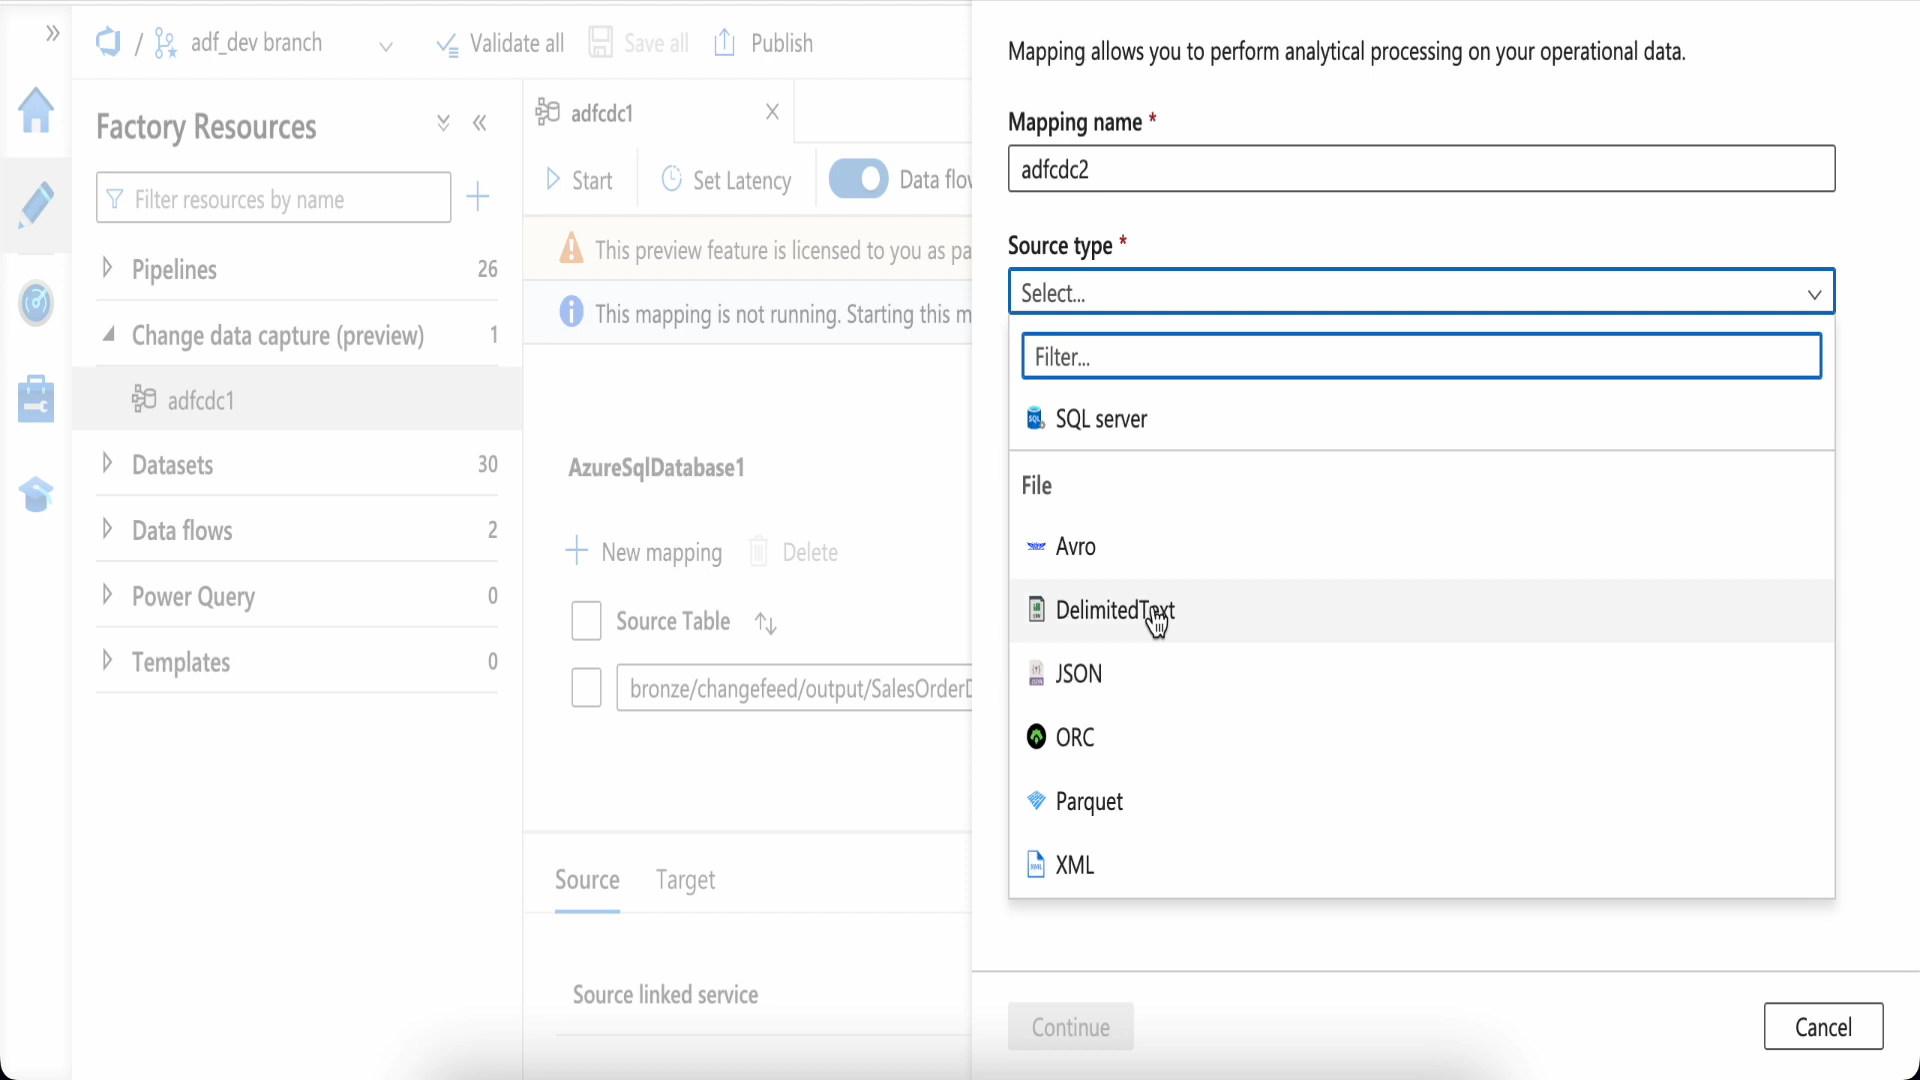 / adf_dev branch
Validate all
Save all
Publish
Factory Resources
Filter resources by name
Pipelines 26
Change data capture (preview) 1
adfcdc1
Datasets 30
Data flows 2
Power Query 0
Templates 0
adfcdc1
Start
Set Latency
Data flow
This preview feature is licensed to you as pa
This mapping is not running. Starting this m
AzureSqlDatabase1
New mapping
Delete
Source Table
bronze/changefeed/output/SalesOrderD
Source
Target
Source linked service
Mapping allows you to perform analytical processing on your operational data.
Mapping name *
adfcdc2
Source type *
Select...
Filter...
SQL server
File
Avro
DelimitedText
JSON
ORC
Parquet
XML
Continue
Cancel